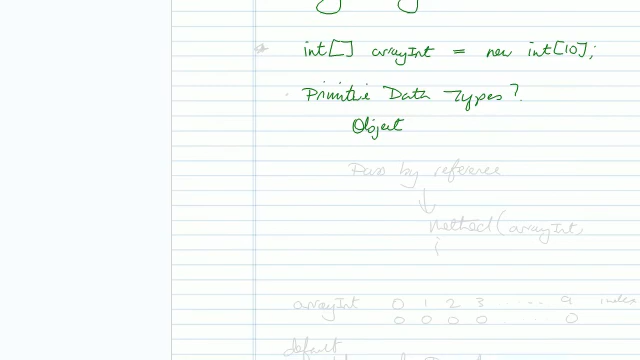 int[] arrayInt = new int[10];
Primitive Data Types?
Object
Pass by reference
method(arrayInt,
arrayInt 0 1 2 3 ..... 9 index
0 0 0 0 ..... 0
default